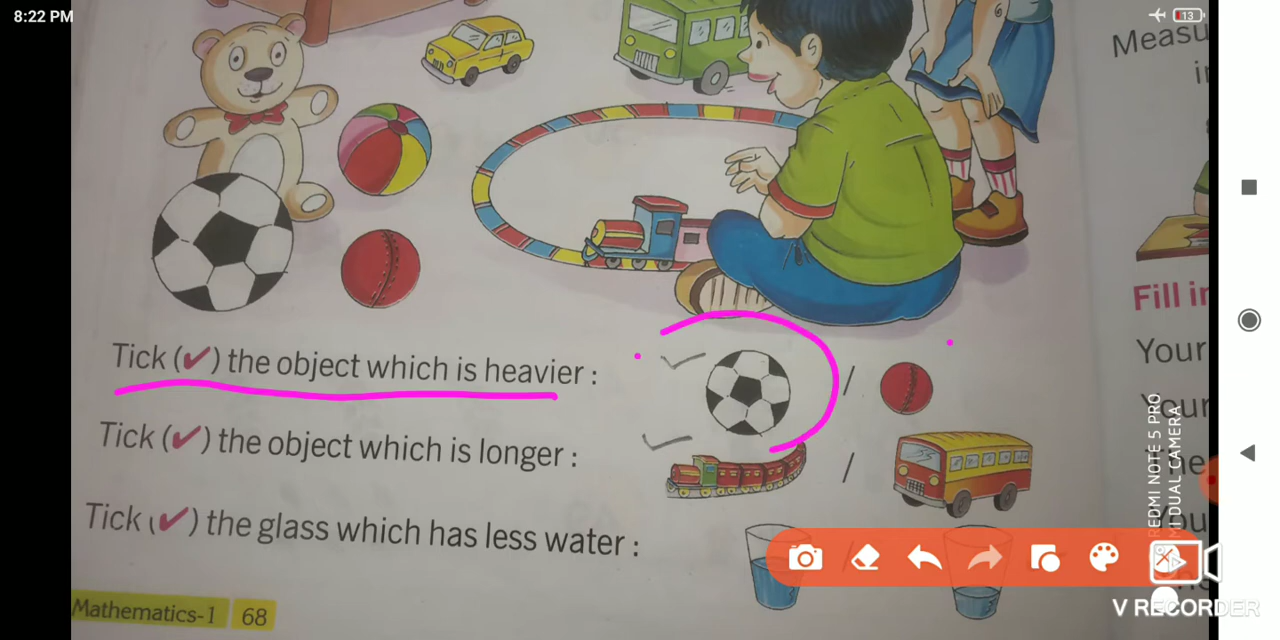 8:22 PM
13
Measu
Tick (✔) the object which is heavier : /
Tick (✔) the object which is longer : /
Tick (✔) the glass which has less water : /
Mathematics-1 68
Fill in
Your
Your
REDMI NOTE 5 PRO
MI DUAL CAMERA
V RECORDER